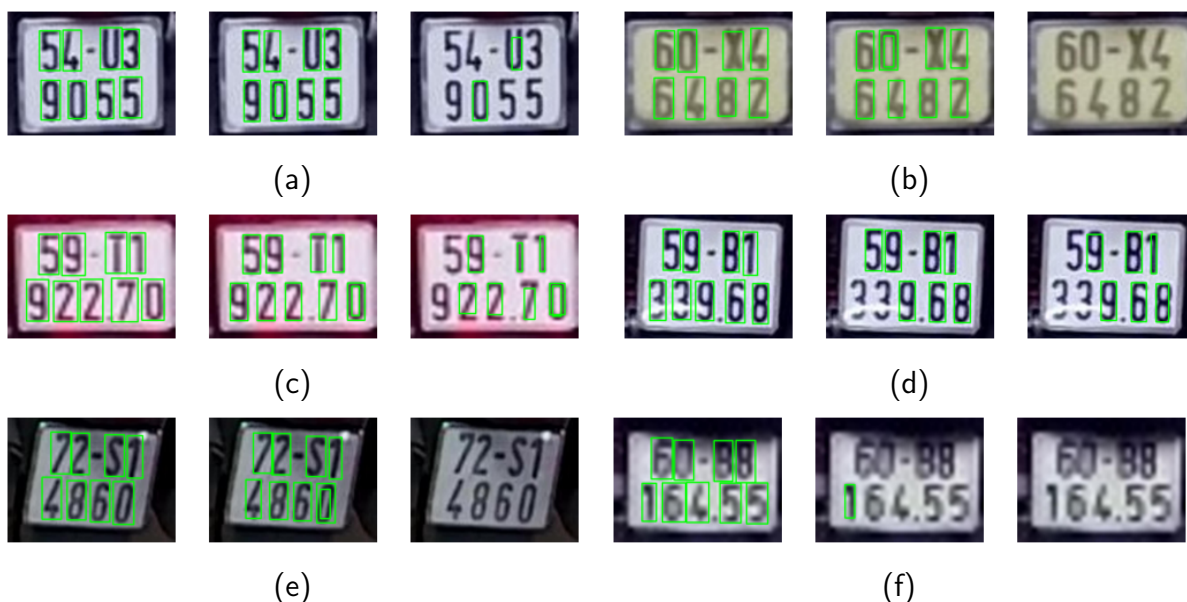 54-U3 54-U3 54-U3 60-X4 60-X4 60-X4
9055 9055 9055 6482 6482 6482
(a) (b)
59-T1 59-T1 59-T1 59-B1 59-B1 59-B1
922.70 922.70 922.70 339.68 339.68 339.68
(c) (d)
72-S1 72-S1 72-S1 60-B8 60-B8 60-B8
4860 4860 4860 164.55 164.55 164.55
(e) (f)